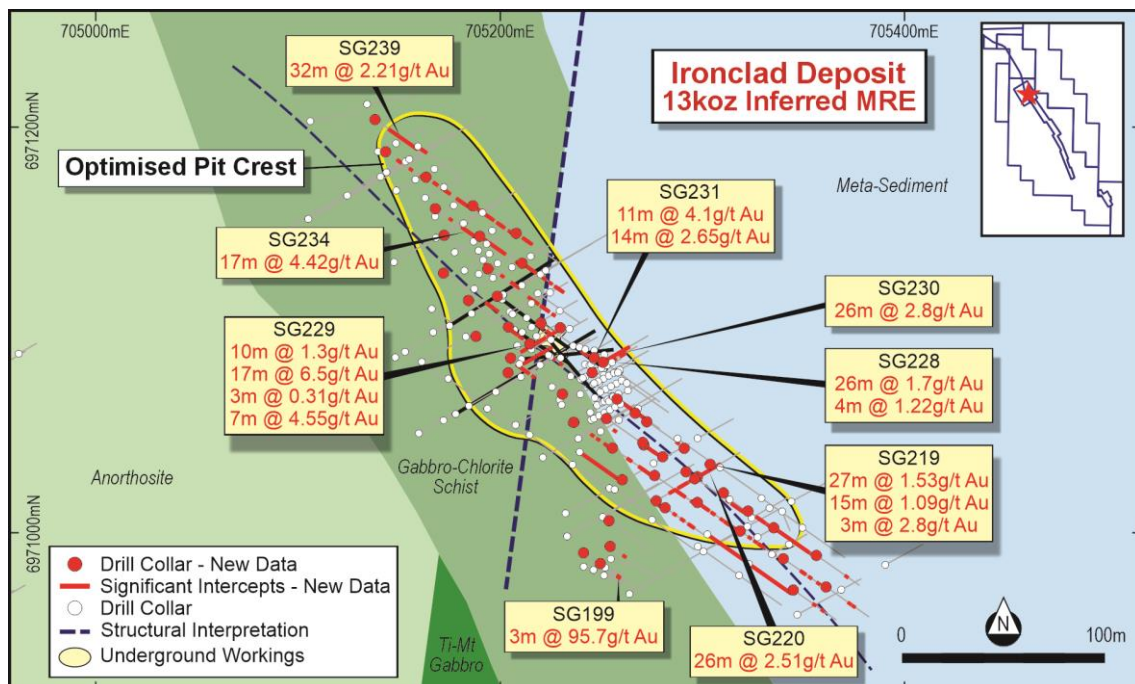 705000mE
705200mE
705400mE
6971200mN
6971000mN
SG239
32m @ 2.21g/t Au
Ironclad Deposit
13koz Inferred MRE
Optimised Pit Crest
SG231
11m @ 4.1g/t Au
14m @ 2.65g/t Au
Meta-Sediment
SG234
17m @ 4.42g/t Au
SG230
26m @ 2.8g/t Au
SG229
10m @ 1.3g/t Au
17m @ 6.5g/t Au
3m @ 0.31g/t Au
7m @ 4.55g/t Au
SG228
26m @ 1.7g/t Au
4m @ 1.22g/t Au
Anorthosite
Gabbro-Chlorite
Schist
SG219
27m @ 1.53g/t Au
15m @ 1.09g/t Au
3m @ 2.8g/t Au
Drill Collar - New Data
Significant Intercepts - New Data
Drill Collar
Structural Interpretation
Underground Workings
Ti-Mt
Gabbro
SG199
3m @ 95.7g/t Au
SG220
26m @ 2.51g/t Au
N
0
100m